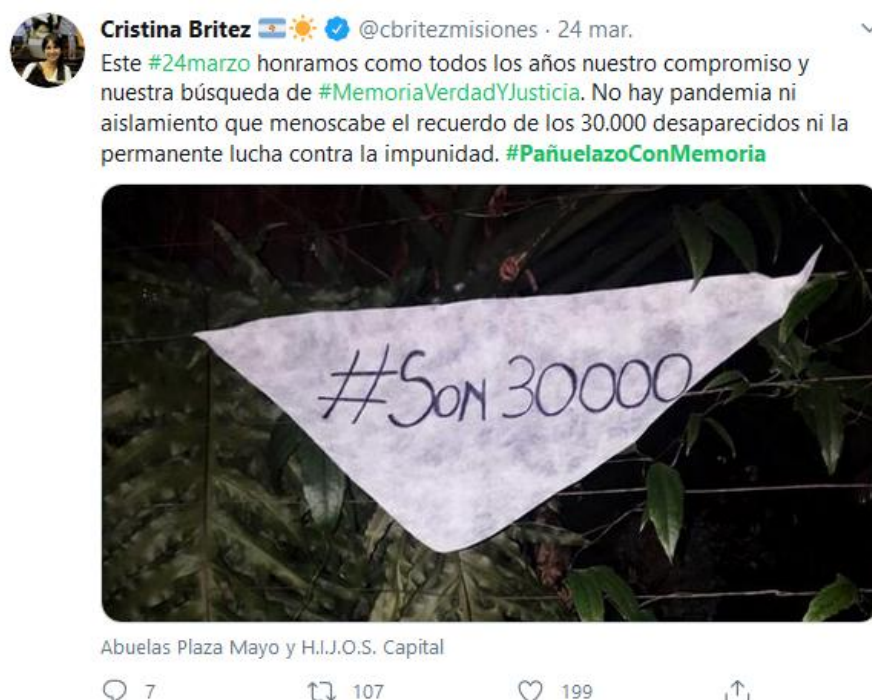 Cristina Britez 🇦🇷☀️ @cbritezmisiones · 24 mar.
Este #24marzo honramos como todos los años nuestro compromiso y
nuestra búsqueda de #MemoriaVerdadYJusticia. No hay pandemia ni
aislamiento que menoscabe el recuerdo de los 30.000 desaparecidos ni la
permanente lucha contra la impunidad. #PañuelazoConMemoria
#SON 30000
Abuelas Plaza Mayo y H.I.J.O.S. Capital
7 107 199